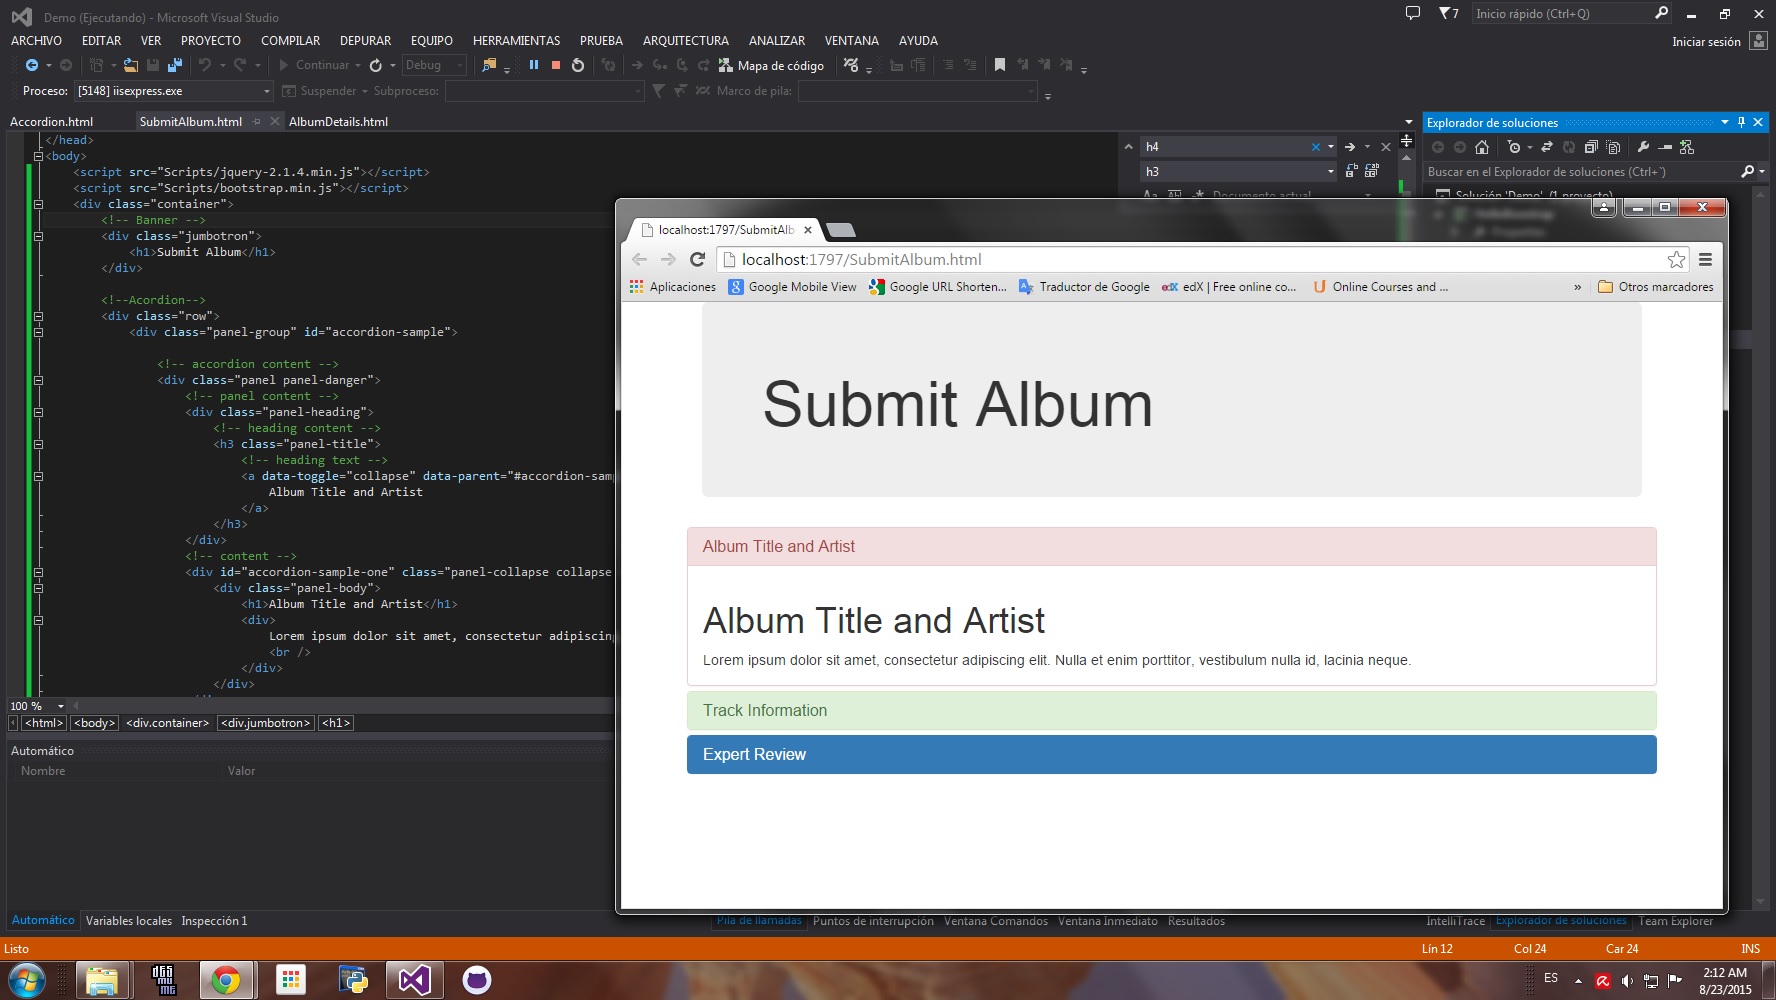 Demo (Ejecutando) - Microsoft Visual Studio
7
Inicio rápido (Ctrl+Q)
ARCHIVO EDITAR VER PROYECTO COMPILAR DEPURAR EQUIPO HERRAMIENTAS PRUEBA ARQUITECTURA ANALIZAR VENTANA AYUDA
Iniciar sesión
Continuar Debug Mapa de código
Proceso: [5148] iisexpress.exe Suspender Subproceso: Marco de pila:
Accordion.html SubmitAlbum.html AlbumDetails.html
</head>
<body>
<script src="Scripts/jquery-2.1.4.min.js"></script>
<script src="Scripts/bootstrap.min.js"></script>
<div class="container">
<!-- Banner -->
<div class="jumbotron">
<h1>Submit Album</h1>
</div>
<!--Acordion-->
<div class="row">
<div class="panel-group" id="accordion-sample">
<!-- accordion content -->
<div class="panel panel-danger">
<!-- panel content -->
<div class="panel-heading">
<!-- heading content -->
<h3 class="panel-title">
<!-- heading text -->
<a data-toggle="collapse" data-parent="#accordion-sam
Album Title and Artist
</a>
</h3>
</div>
<!-- content -->
<div id="accordion-sample-one" class="panel-collapse collapse
<div class="panel-body">
<h1>Album Title and Artist</h1>
<div>
Lorem ipsum dolor sit amet, consectetur adipiscing
<br />
</div>
</div>
100 %
<html> <body> <div.container> <div.jumbotron> <h1>
Automático
Nombre Valor
Automático Variables locales Inspección 1
h4
h3
Aa Documento actual
Explorador de soluciones
Buscar en el Explorador de soluciones (Ctrl+´)
Solución 'Demo' (1 proyecto)
localhost:1797/SubmitAlb
localhost:1797/SubmitAlbum.html
Aplicaciones Google Mobile View Google URL Shorten... Traductor de Google edX | Free online co... Online Courses and ... » Otros marcadores
Submit Album
Album Title and Artist
Album Title and Artist
Lorem ipsum dolor sit amet, consectetur adipiscing elit. Nulla et enim porttitor, vestibulum nulla id, lacinia neque.
Track Information
Expert Review
Pila de llamadas Puntos de interrupción Ventana Comandos Ventana Inmediato Resultados
IntelliTrace Explorador de soluciones Team Explorer
Listo Lín 12 Col 24 Car 24 INS
ES
2:12 AM
8/23/2015